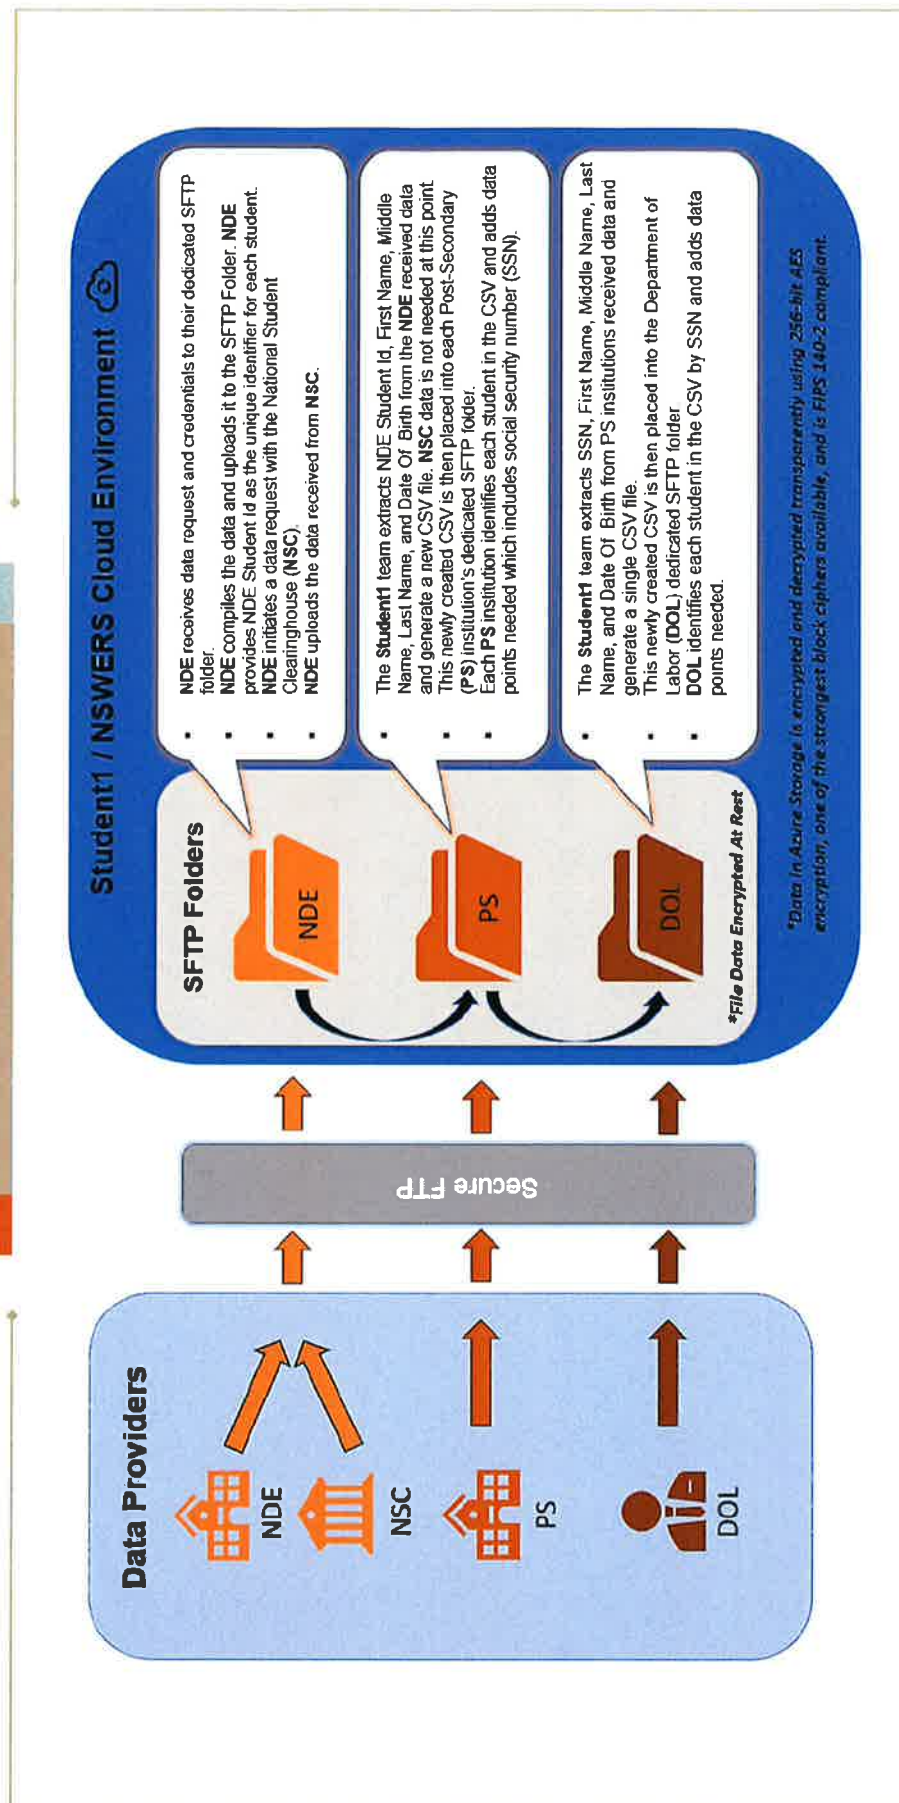 Student1 / NSWERS Cloud Environment
Data Providers
NDE
NSC
PS
DOL
Secure FTP
SFTP Folders
NDE
PS
DOL
*File Data Encrypted At Rest
▪ NDE receives data request and credentials to their dedicated SFTP
folder.
▪ NDE compiles the data and uploads it to the SFTP Folder. NDE
provides NDE Student Id as the unique identifier for each student.
▪ NDE initiates a data request with the National Student
Clearinghouse (NSC).
▪ NDE uploads the data received from NSC.
▪ The Student1 team extracts NDE Student Id, First Name, Middle
Name, Last Name, and Date Of Birth from the NDE received data
and generate a new CSV file. NSC data is not needed at this point
▪ This newly created CSV is then placed into each Post-Secondary
(PS) institution's dedicated SFTP folder.
▪ Each PS institution identifies each student in the CSV and adds data
points needed which includes social security number (SSN).
▪ The Student1 team extracts SSN, First Name, Middle Name, Last
Name, and Date Of Birth from PS institutions received data and
generate a single CSV file.
▪ This newly created CSV is then placed into the Department of
Labor (DOL) dedicated SFTP folder.
▪ DOL identifies each student in the CSV by SSN and adds data
points needed.
*Data in Azure Storage is encrypted and decrypted transparently using 256-bit AES
encryption, one of the strongest block ciphers available, and is FIPS 140-2 compliant.